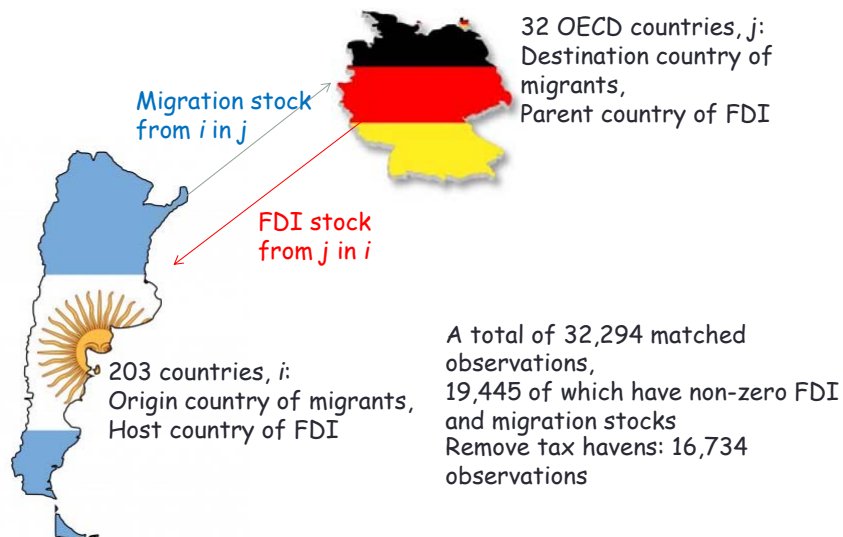 32 OECD countries, j:
Destination country of
migrants,
Parent country of FDI
Migration stock
from i in j
FDI stock
from j in i
203 countries, i:
Origin country of migrants,
Host country of FDI
A total of 32,294 matched
observations,
19,445 of which have non-zero FDI
and migration stocks
Remove tax havens: 16,734
observations